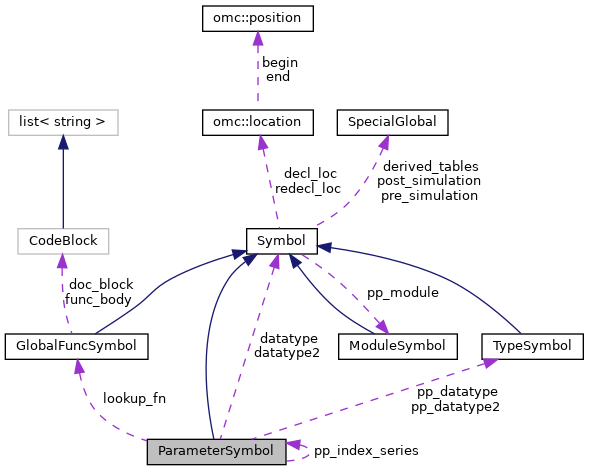 omc::position
begin
end
list< string >
omc::location
SpecialGlobal
decl_loc
redecl_loc
derived_tables
post_simulation
pre_simulation
CodeBlock
Symbol
doc_block
func_body
pp_module
GlobalFuncSymbol
datatype
datatype2
ModuleSymbol
TypeSymbol
lookup_fn
pp_datatype
pp_datatype2
ParameterSymbol
pp_index_series